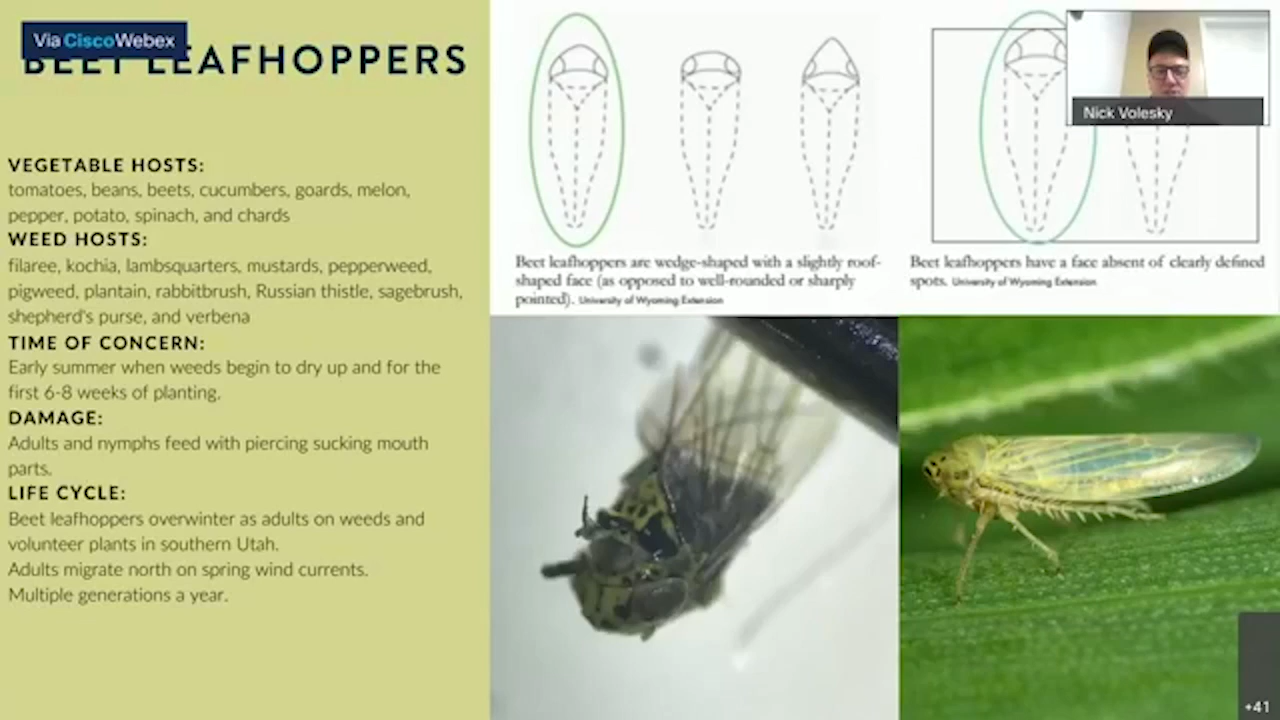 Via CiscoWebex
BEET LEAFHOPPERS
VEGETABLE HOSTS:
tomatoes, beans, beets, cucumbers, goards, melon,
pepper, potato, spinach, and chards
WEED HOSTS:
filaree, kochia, lambsquarters, mustards, pepperweed,
pigweed, plantain, rabbitbrush, Russian thistle, sagebrush,
shepherd's purse, and verbena
TIME OF CONCERN:
Early summer when weeds begin to dry up and for the
first 6-8 weeks of planting.
DAMAGE:
Adults and nymphs feed with piercing sucking mouth
parts.
LIFE CYCLE:
Beet leafhoppers overwinter as adults on weeds and
volunteer plants in southern Utah.
Adults migrate north on spring wind currents.
Multiple generations a year.
Beet leafhoppers are wedge-shaped with a slightly roof-
shaped face (as opposed to well-rounded or sharply
pointed). University of Wyoming Extension
Beet leafhoppers have a face absent of clearly defined
spots. University of Wyoming Extension
Nick Volesky
+41